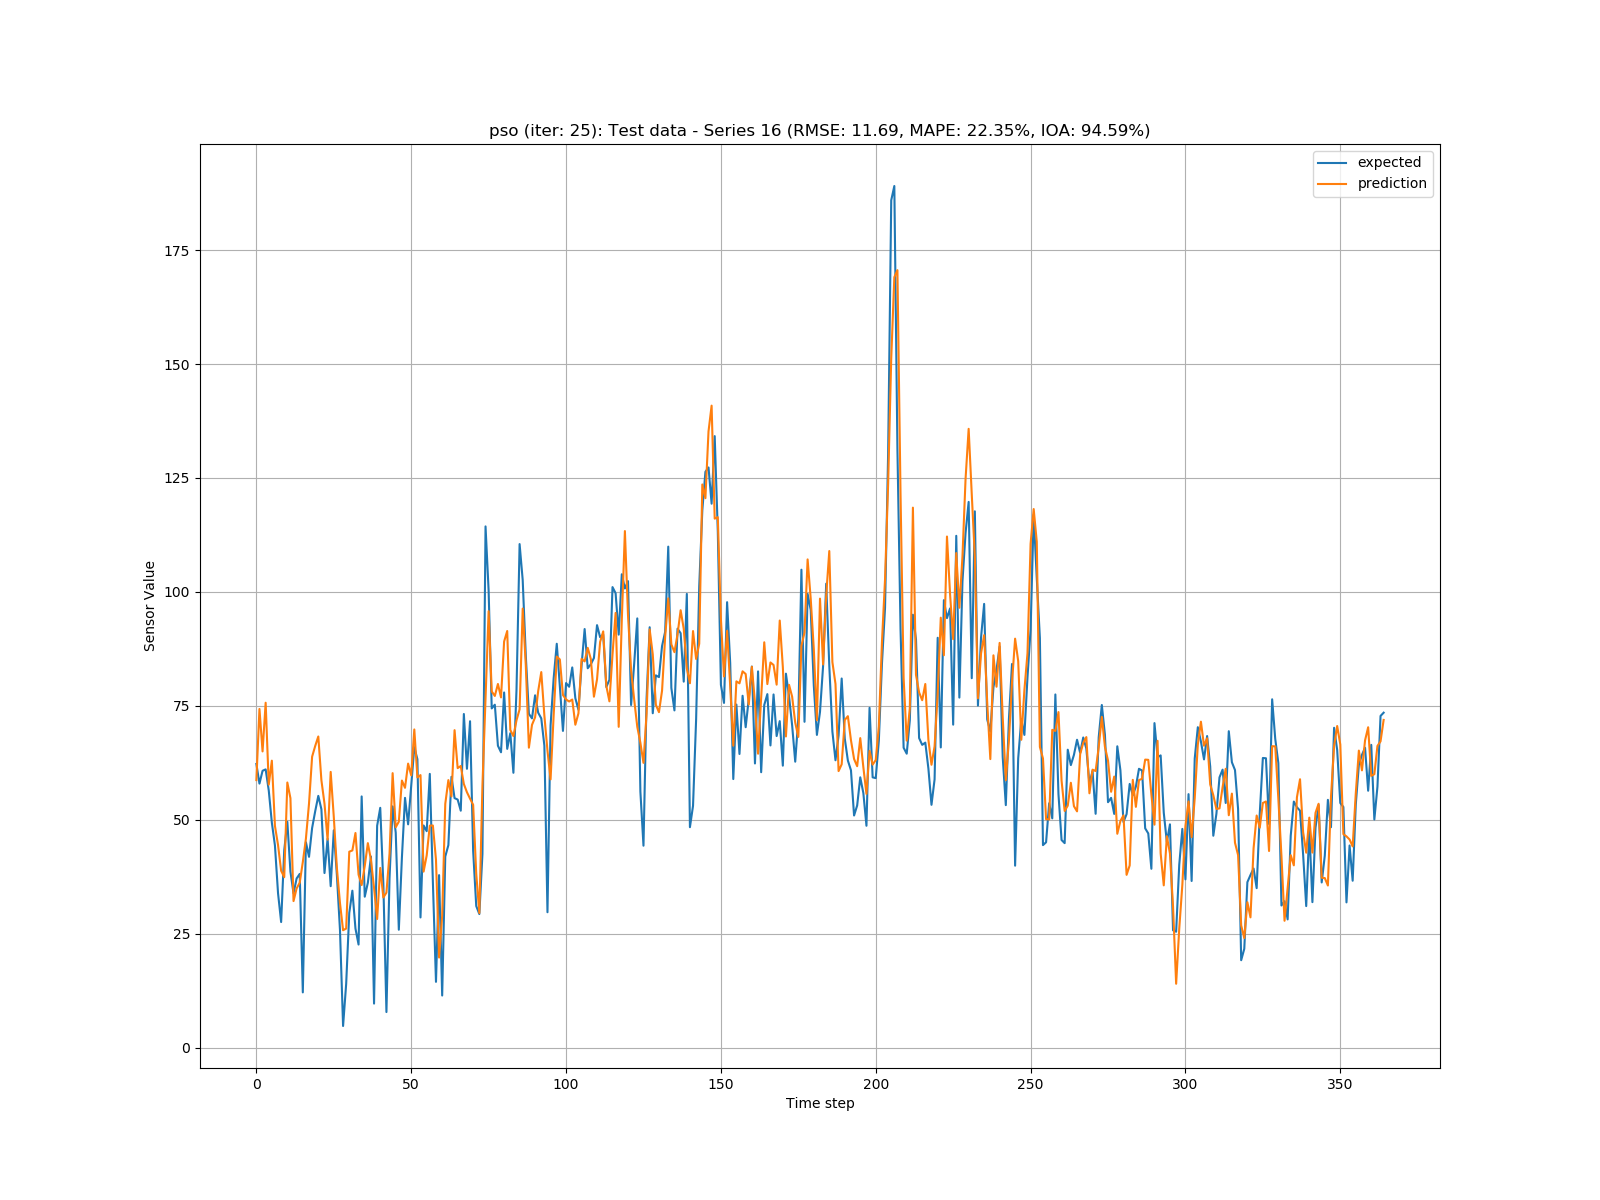 pso (iter: 25): Test data - Series 16 (RMSE: 11.69, MAPE: 22.35%, IOA: 94.59%)
expected
prediction
175
150
125
100
75
50
25
0
Sensor Value
0 50 100 150 200 250 300 350
Time step